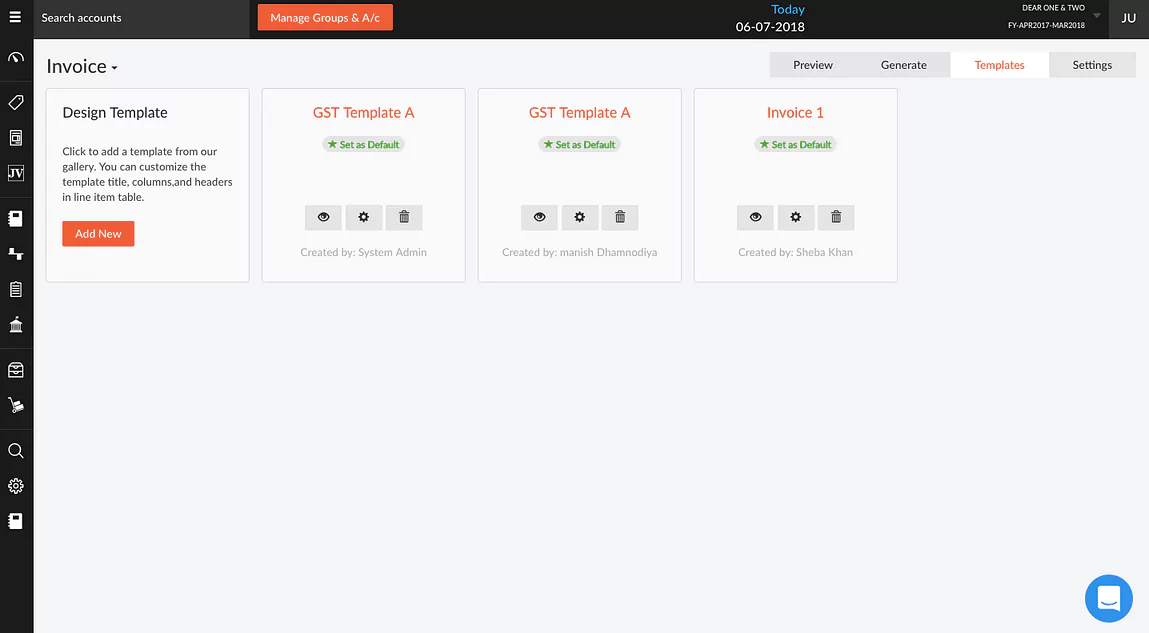 Search accounts
Manage Groups & A/c
Today
06-07-2018
DEAR ONE & TWO
FY-APR2017-MAR2018
JU
Invoice
Preview
Generate
Templates
Settings
JV
Design Template
Click to add a template from our
gallery. You can customize the
template title, columns,and headers
in line item table.
Add New
GST Template A
Set as Default
Created by: System Admin
GST Template A
Set as Default
Created by: manish Dhamnodiya
Invoice 1
Set as Default
Created by: Sheba Khan